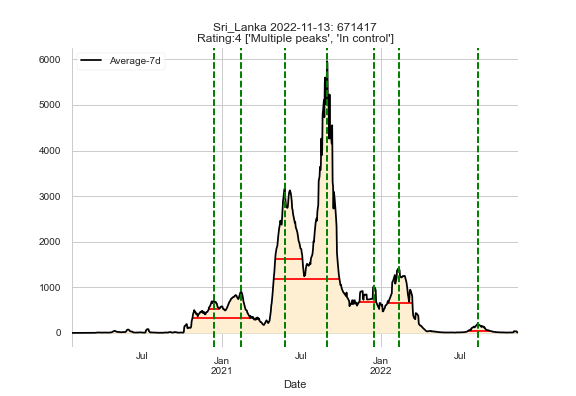 Sri_Lanka 2022-11-13: 671417
Rating:4 ['Multiple peaks', 'In control']
Average-7d
6000
5000
4000
3000
2000
1000
0
Jul
Jan
2021
Jul
Jan
2022
Jul
Date